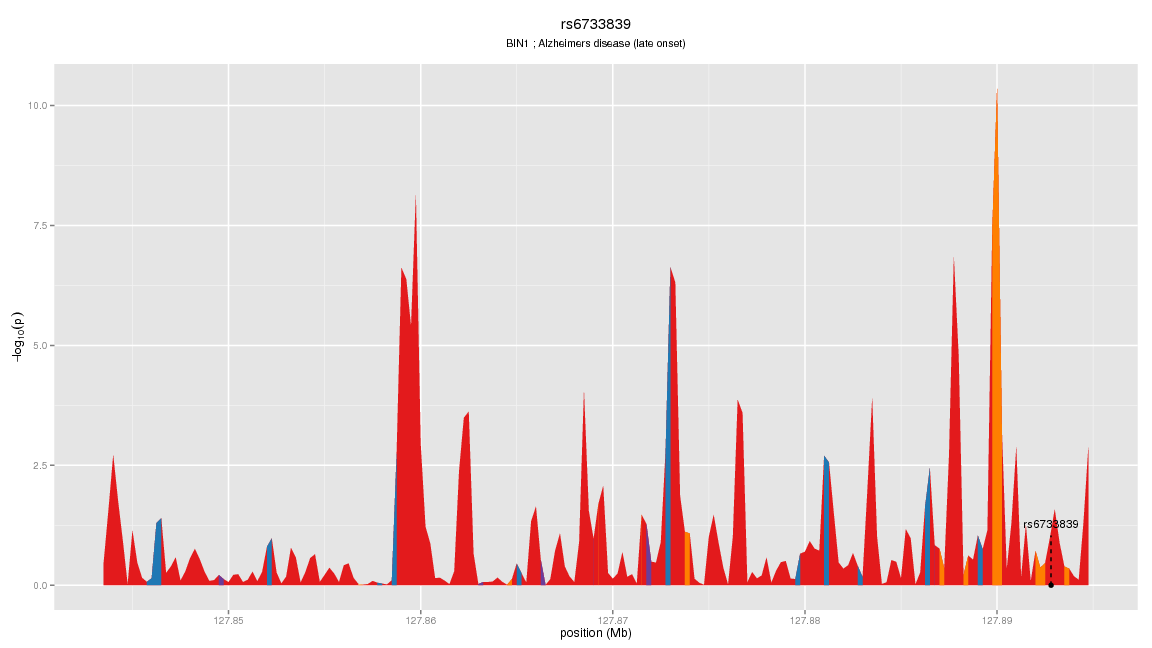 rs6733839
BIN1 ; Alzheimers disease (late onset)
10.0
7.5
5.0
2.5
0.0
−log10(p)
rs6733839
127.85
127.86
127.87
127.88
127.89
position (Mb)